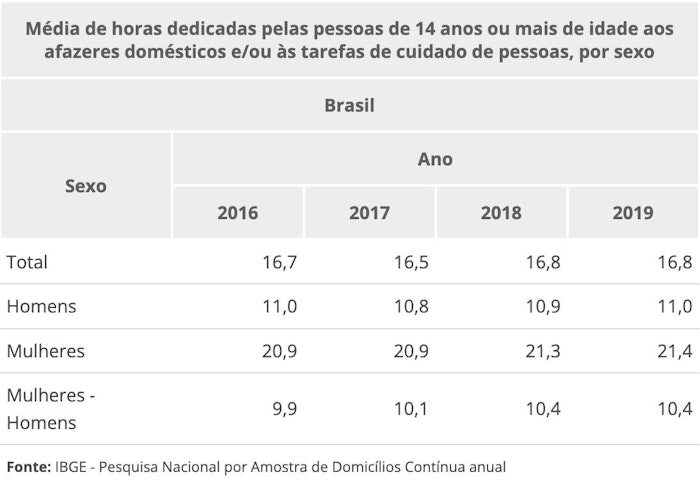 Média de horas dedicadas pelas pessoas de 14 anos ou mais de idade aos
afazeres domésticos e/ou às tarefas de cuidado de pessoas, por sexo
Brasil
Sexo
Ano
2016 2017 2018 2019
Total 16,7 16,5 16,8 16,8
Homens 11,0 10,8 10,9 11,0
Mulheres 20,9 20,9 21,3 21,4
Mulheres -
Homens 9,9 10,1 10,4 10,4
Fonte: IBGE - Pesquisa Nacional por Amostra de Domicílios Contínua anual